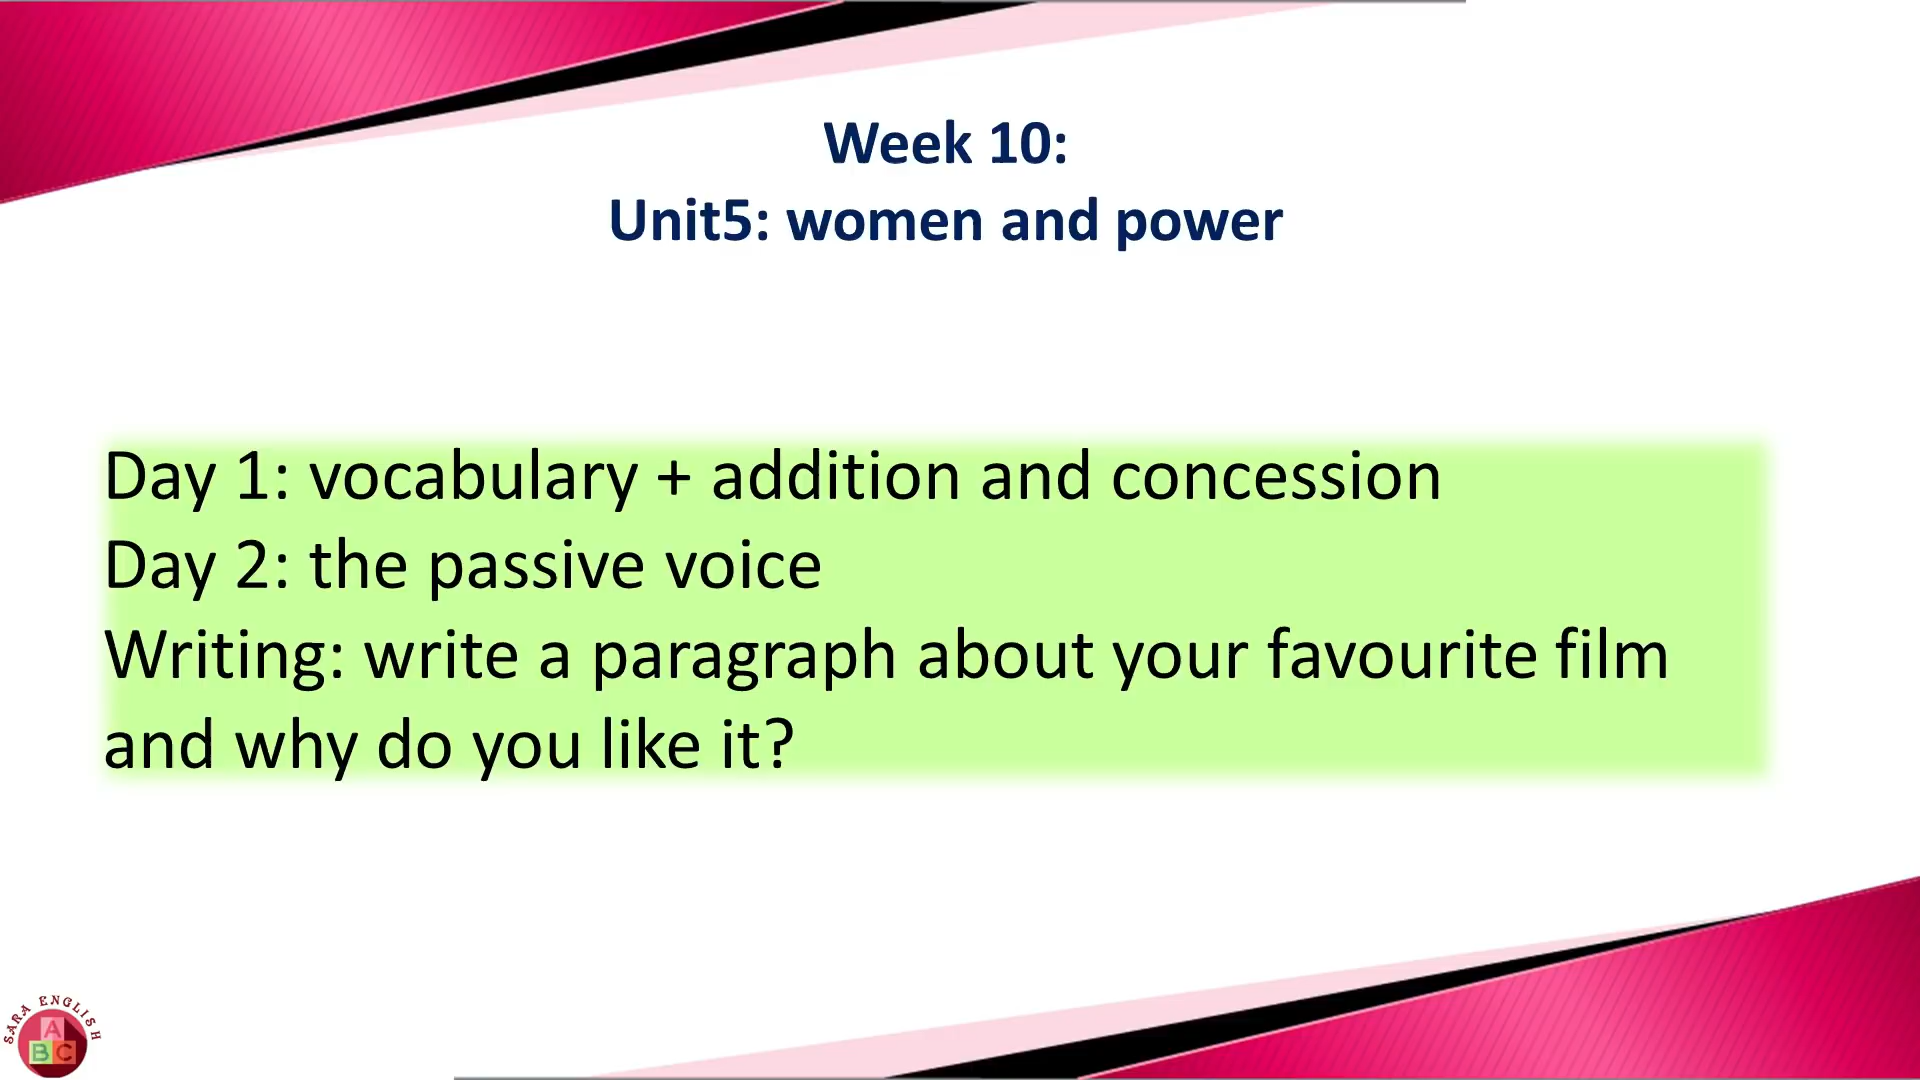 Week 10:
Unit5: women and power
Day 1: vocabulary + addition and concession
Day 2: the passive voice
Writing: write a paragraph about your favourite film
and why do you like it?
SARA ENGLISH
A
BC